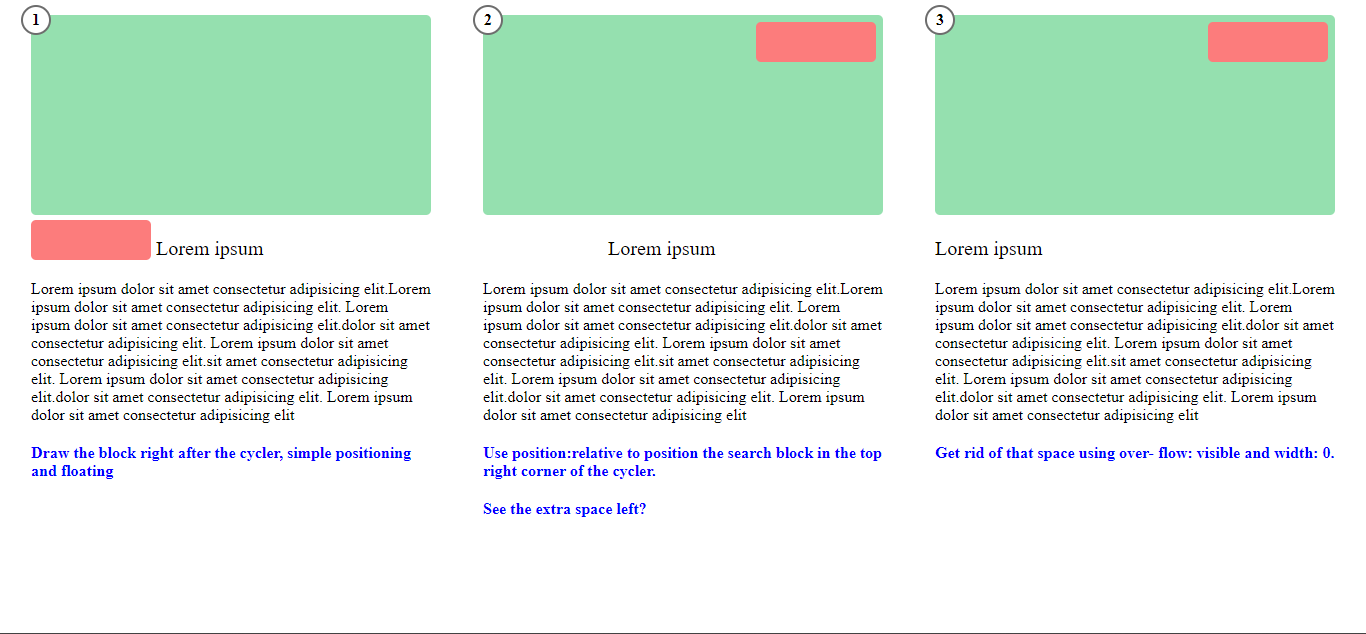 1
Lorem ipsum
Lorem ipsum dolor sit amet consectetur adipisicing elit.Lorem
ipsum dolor sit amet consectetur adipisicing elit. Lorem
ipsum dolor sit amet consectetur adipisicing elit.dolor sit amet
consectetur adipisicing elit. Lorem ipsum dolor sit amet
consectetur adipisicing elit.sit amet consectetur adipisicing
elit. Lorem ipsum dolor sit amet consectetur adipisicing
elit.dolor sit amet consectetur adipisicing elit. Lorem ipsum
dolor sit amet consectetur adipisicing elit
Draw the block right after the cycler, simple positioning
and floating
2
Lorem ipsum
Lorem ipsum dolor sit amet consectetur adipisicing elit.Lorem
ipsum dolor sit amet consectetur adipisicing elit. Lorem
ipsum dolor sit amet consectetur adipisicing elit.dolor sit amet
consectetur adipisicing elit. Lorem ipsum dolor sit amet
consectetur adipisicing elit.sit amet consectetur adipisicing
elit. Lorem ipsum dolor sit amet consectetur adipisicing
elit.dolor sit amet consectetur adipisicing elit. Lorem ipsum
dolor sit amet consectetur adipisicing elit
Use position:relative to position the search block in the top
right corner of the cycler.
See the extra space left?
3
Lorem ipsum
Lorem ipsum dolor sit amet consectetur adipisicing elit.Lorem
ipsum dolor sit amet consectetur adipisicing elit. Lorem
ipsum dolor sit amet consectetur adipisicing elit.dolor sit amet
consectetur adipisicing elit. Lorem ipsum dolor sit amet
consectetur adipisicing elit.sit amet consectetur adipisicing
elit. Lorem ipsum dolor sit amet consectetur adipisicing
elit.dolor sit amet consectetur adipisicing elit. Lorem ipsum
dolor sit amet consectetur adipisicing elit
Get rid of that space using over- flow: visible and width: 0.